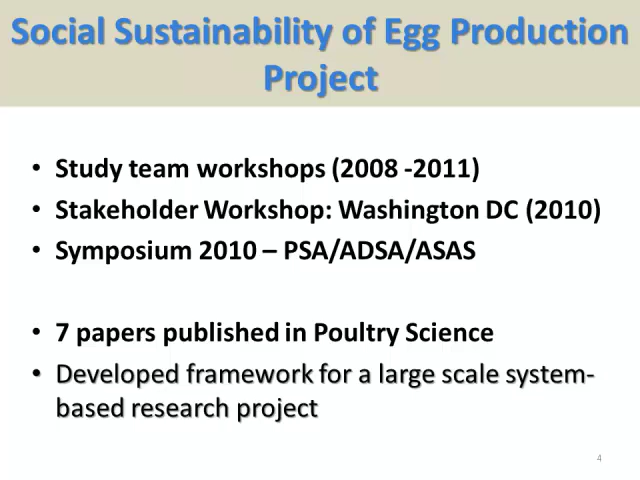 Social Sustainability of Egg Production
Project
• Study team workshops (2008 -2011)
• Stakeholder Workshop: Washington DC (2010)
• Symposium 2010 – PSA/ADSA/ASAS
• 7 papers published in Poultry Science
• Developed framework for a large scale system-
based research project
4